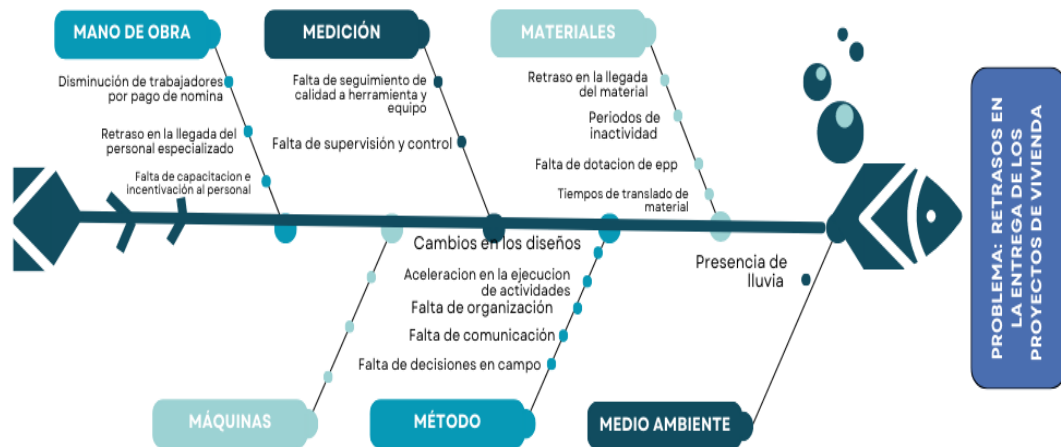 MANO DE OBRA
Disminución de trabajadores
por pago de nomina
Retraso en la llegada del
personal especializado
Falta de capacitacion e
incentivación al personal
MEDICIÓN
Falta de seguimiento de
calidad a herramienta y
equipo
Falta de supervisión y control
MATERIALES
Retraso en la llegada
del material
Periodos de
inactividad
Falta de dotacion de epp
Tiempos de translado de
material
MÁQUINAS
Cambios en los diseños
Aceleracion en la ejecucion
de actividades
Falta de organización
Falta de comunicación
Falta de decisiones en campo
MÉTODO
Presencia de
lluvia
MEDIO AMBIENTE
PROBLEMA: RETRASOS EN
LA ENTREGA DE LOS
PROYECTOS DE VIVIENDA